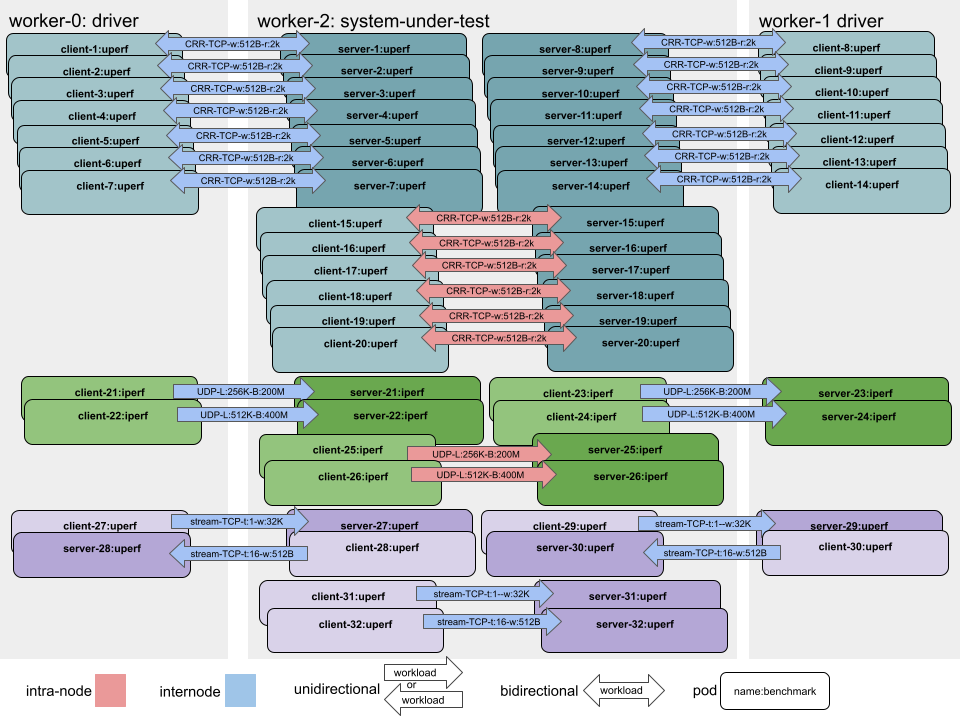 worker-0: driver
worker-2: system-under-test
worker-1 driver
client-1:uperf CRR-TCP-w:512B-r:2k server-1:uperf server-8:uperf CRR-TCP-w:512B-r:2k client-8:uperf
client-2:uperf CRR-TCP-w:512B-r:2k server-2:uperf server-9:uperf CRR-TCP-w:512B-r:2k client-9:uperf
client-3:uperf CRR-TCP-w:512B-r:2k server-3:uperf server-10:uperf CRR-TCP-w:512B-r:2k client-10:uperf
client-4:uperf CRR-TCP-w:512B-r:2k server-4:uperf server-11:uperf CRR-TCP-w:512B-r:2k client-11:uperf
client-5:uperf CRR-TCP-w:512B-r:2k server-5:uperf server-12:uperf CRR-TCP-w:512B-r:2k client-12:uperf
client-6:uperf CRR-TCP-w:512B-r:2k server-6:uperf server-13:uperf CRR-TCP-w:512B-r:2k client-13:uperf
client-7:uperf CRR-TCP-w:512B-r:2k server-7:uperf server-14:uperf CRR-TCP-w:512B-r:2k client-14:uperf
client-15:uperf CRR-TCP-w:512B-r:2k server-15:uperf
client-16:uperf CRR-TCP-w:512B-r:2k server-16:uperf
client-17:uperf CRR-TCP-w:512B-r:2k server-17:uperf
client-18:uperf CRR-TCP-w:512B-r:2k server-18:uperf
client-19:uperf CRR-TCP-w:512B-r:2k server-19:uperf
client-20:uperf CRR-TCP-w:512B-r:2k server-20:uperf
client-21:iperf UDP-L:256K-B:200M server-21:iperf client-23:iperf UDP-L:256K-B:200M server-23:iperf
client-22:iperf UDP-L:512K-B:400M server-22:iperf client-24:iperf UDP-L:512K-B:400M server-24:iperf
client-25:iperf UDP-L:256K-B:200M server-25:iperf
client-26:iperf UDP-L:512K-B:400M server-26:iperf
client-27:uperf stream-TCP-t:1-w:32K server-27:uperf client-29:uperf stream-TCP-t:1--w:32K server-29:uperf
server-28:uperf stream-TCP-t:16-w:512B client-28:uperf server-30:uperf stream-TCP-t:16-w:512B client-30:uperf
client-31:uperf stream-TCP-t:1--w:32K server-31:uperf
client-32:uperf stream-TCP-t:16-w:512B server-32:uperf
intra-node internode unidirectional workload or workload bidirectional workload pod name:benchmark